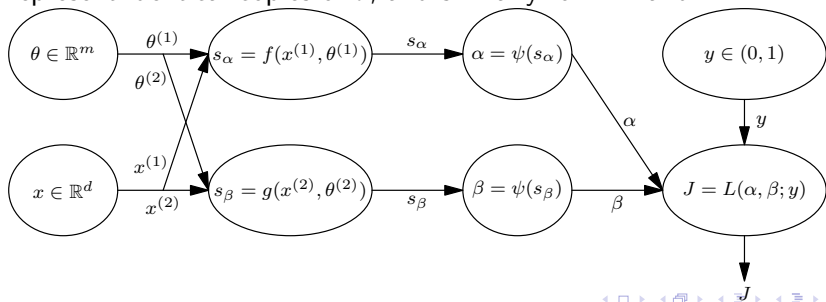 θ ∈ ℝ^m
θ^(1)
s_α = f(x^(1), θ^(1))
s_α
α = ψ(s_α)
y ∈ (0, 1)
θ^(2)
α
y
x^(1)
x ∈ ℝ^d
x^(2)
s_β = g(x^(2), θ^(2))
s_β
β = ψ(s_β)
β
J = L(α, β; y)
J